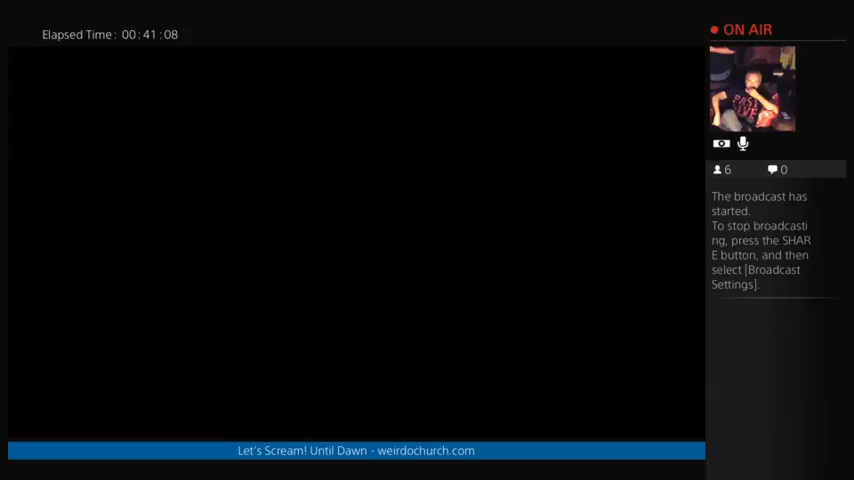 Elapsed Time: 00:41:08
ON AIR
6 0
The broadcast has
started.
To stop broadcasti
ng, press the SHAR
E button, and then
select [Broadcast
Settings].
Let's Scream! Until Dawn - weirdochurch.com